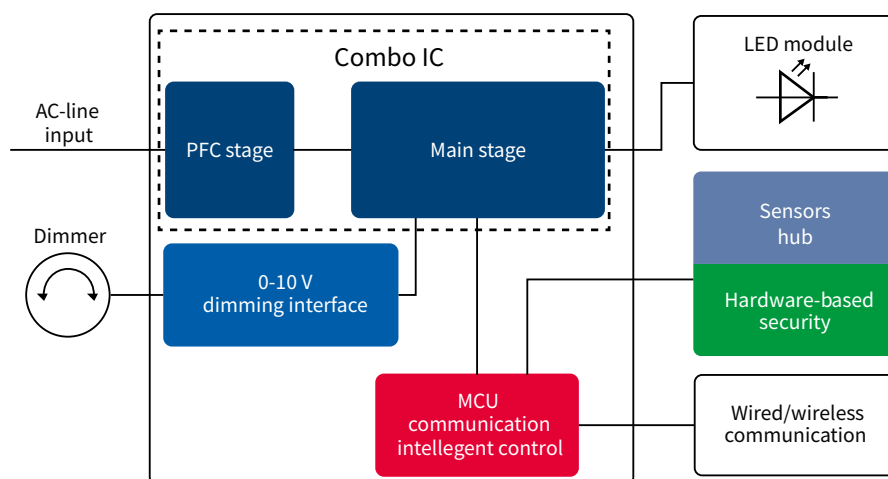 Combo IC
LED module
AC-line
input
PFC stage
Main stage
Sensors
hub
Dimmer
0-10 V
dimming interface
Hardware-based
security
MCU
communication
intellegent control
Wired/wireless
communication